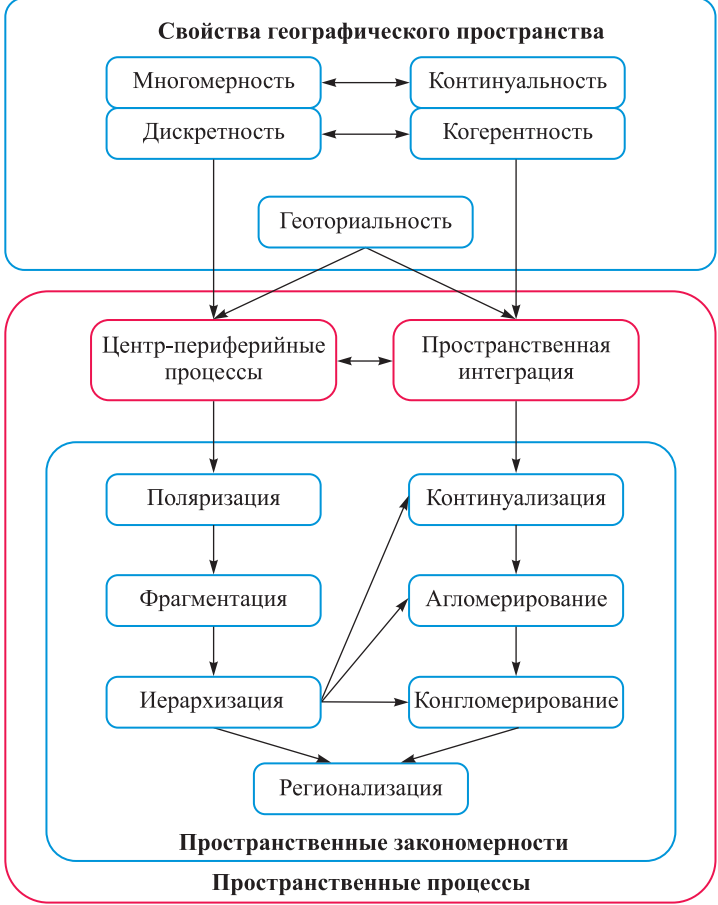 Свойства географического пространства
Многомерность
Континуальность
Дискретность
Когерентность
Геоториальность
Центр-периферийные
процессы
Пространственная
интеграция
Поляризация
Континуализация
Фрагментация
Агломерирование
Иерархизация
Конгломерирование
Регионализация
Пространственные закономерности
Пространственные процессы